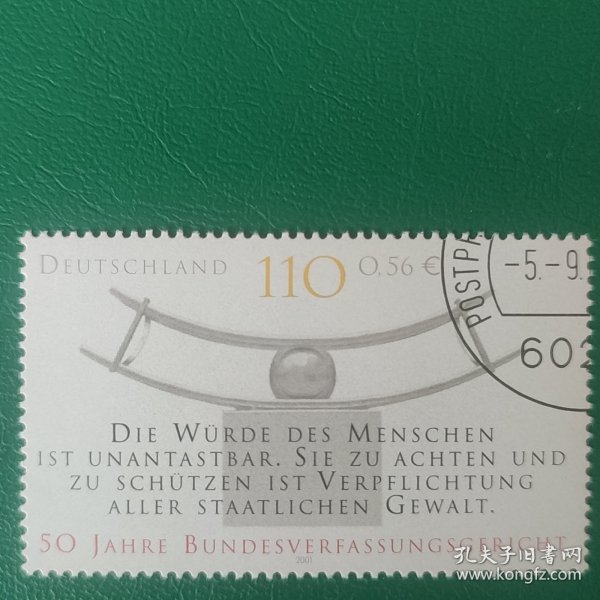 DEUTSCHLAND 110 0,56 €
DIE WÜRDE DES MENSCHEN
IST UNANTASTBAR. SIE ZU ACHTEN UND
ZU SCHÜTZEN IST VERPFLICHTUNG
ALLER STAATLICHEN GEWALT.
50 JAHRE BUNDESVERFASSUNGSGERICHT
2001
POSTPA
-5.-9.
602
孔夫子旧书网
www.kongfz.com